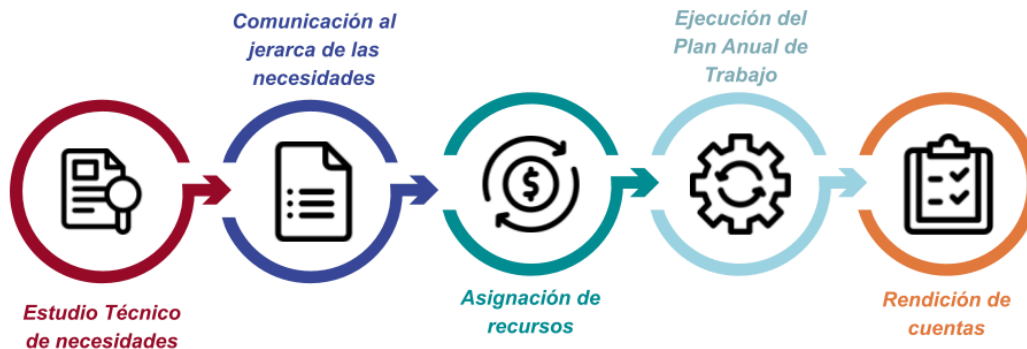 Estudio Técnico
de necesidades
Comunicación al
jerarca de las
necesidades
$
Asignación de
recursos
Ejecución del
Plan Anual de
Trabajo
Rendición de
cuentas